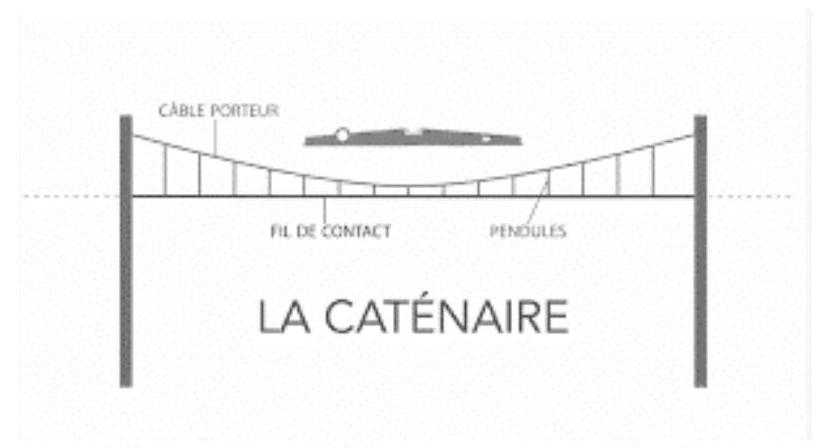 CÂBLE PORTEUR
FIL DE CONTACT
PENDULES
LA CATÉNAIRE